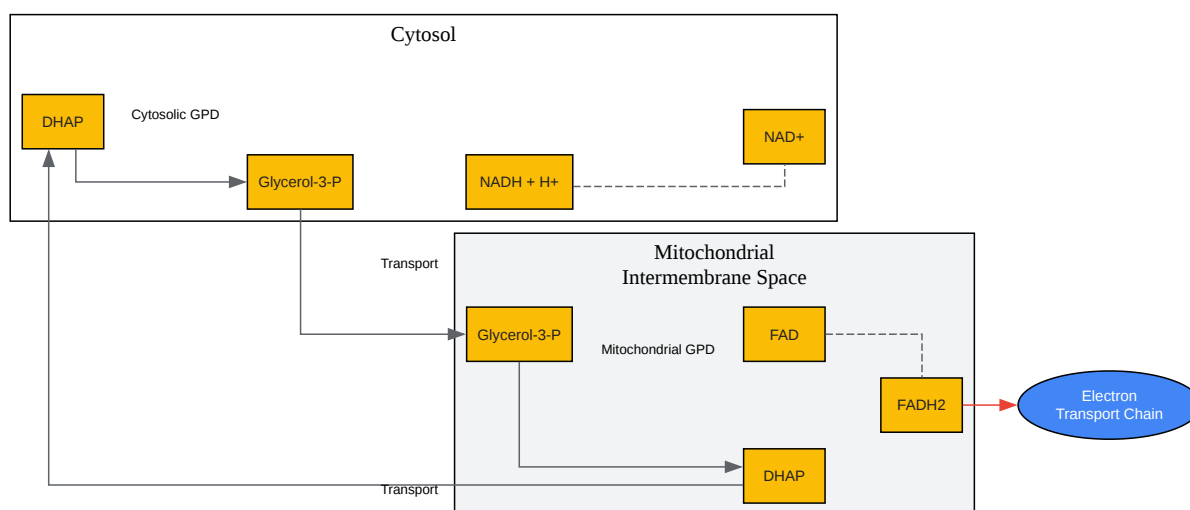 Cytosol
DHAP
Cytosolic GPD
NAD+
Glycerol-3-P
NADH + H+
Transport
Mitochondrial
Intermembrane Space
Glycerol-3-P
Mitochondrial GPD
FAD
FADH2
Electron
Transport Chain
DHAP
Transport